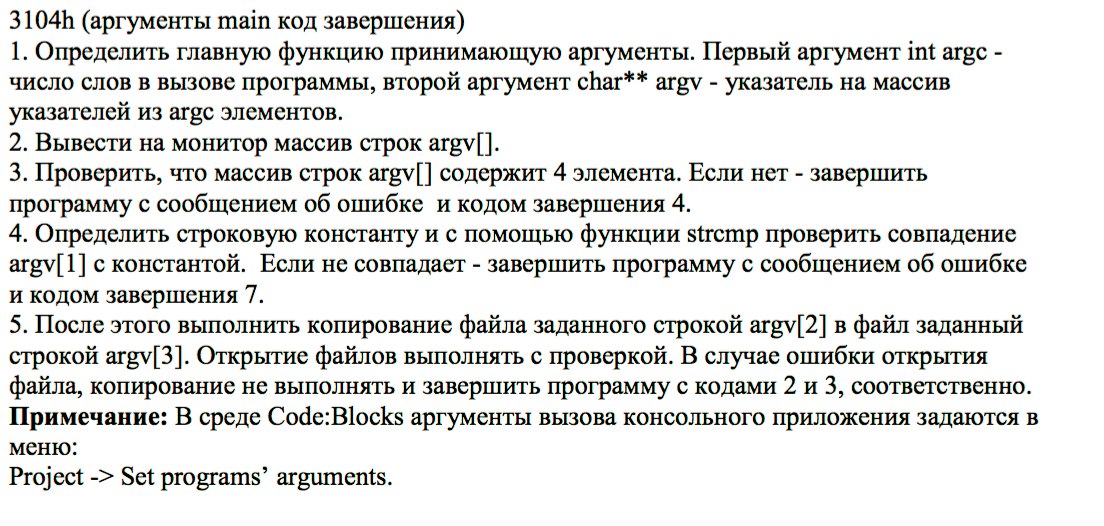 3104h (аргументы main код завершения)
1. Определить главную функцию принимающую аргументы. Первый аргумент int argc -
число слов в вызове программы, второй аргумент char** argv - указатель на массив
указателей из argc элементов.
2. Вывести на монитор массив строк argv[].
3. Проверить, что массив строк argv[] содержит 4 элемента. Если нет - завершить
программу с сообщением об ошибке  и кодом завершения 4.
4. Определить строковую константу и с помощью функции strcmp проверить совпадение
argv[1] с константой.  Если не совпадает - завершить программу с сообщением об ошибке
и кодом завершения 7.
5. После этого выполнить копирование файла заданного строкой argv[2] в файл заданный
строкой argv[3]. Открытие файлов выполнять с проверкой. В случае ошибки открытия
файла, копирование не выполнять и завершить программу с кодами 2 и 3, соответственно.
Примечание: В среде Code:Blocks аргументы вызова консольного приложения задаются в
меню:
Project -> Set programs’ arguments.